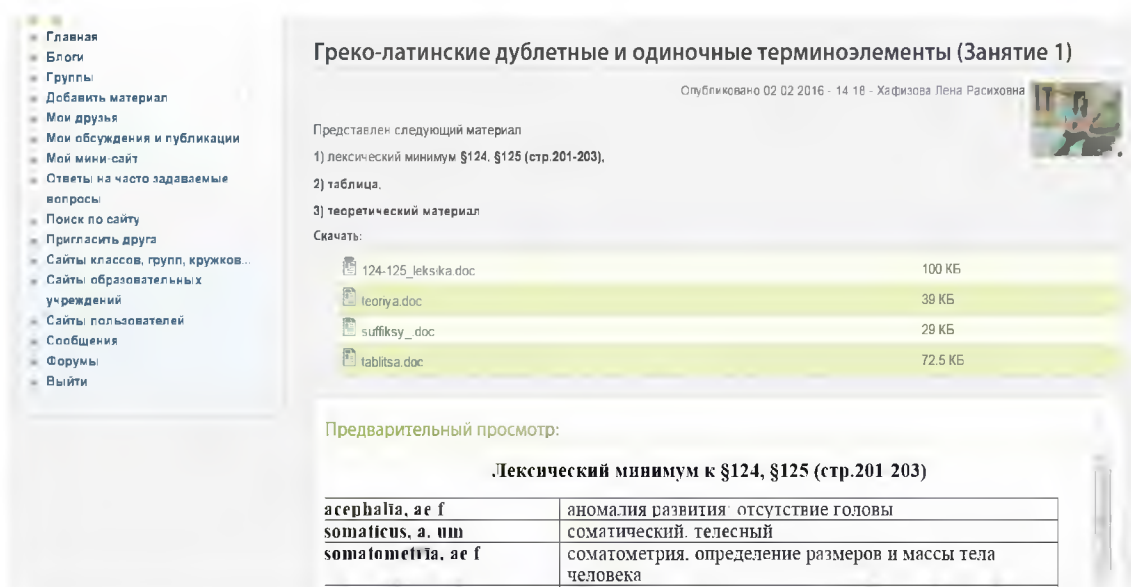 Главная
Блоги
Группы
Добавить материал
Мои друзья
Мои обсуждения и публикации
Мой мини-сайт
Ответы на часто задаваемые
вопросы
Поиск по сайту
Пригласить друга
Сайты классов, групп, кружков...
Сайты образовательных
учреждений
Сайты пользователей
Сообщения
Форумы
Выйти
Греко-латинские дублетные и одиночные терминоэлементы (Занятие 1)
Опубликовано 02 02 2016 - 14 18 - Хафизова Лена Расиховна
Представлен следующий материал
1) лексический минимум §124, §125 (стр.201-203),
2) таблица,
3) теоретический материал
Скачать:
124-125_leksika.doc 100 КБ
teoriya.doc 39 КБ
suffiksy_.doc 29 КБ
tablitsa.doc 72.5 КБ
Предварительный просмотр:
Лексический минимум к §124, §125 (стр.201 203)
acephalia, ae f аномалия развития: отсутствие головы
somaticus, a, um соматический, телесный
somatometria, ae f соматометрия, определение размеров и массы тела
человека